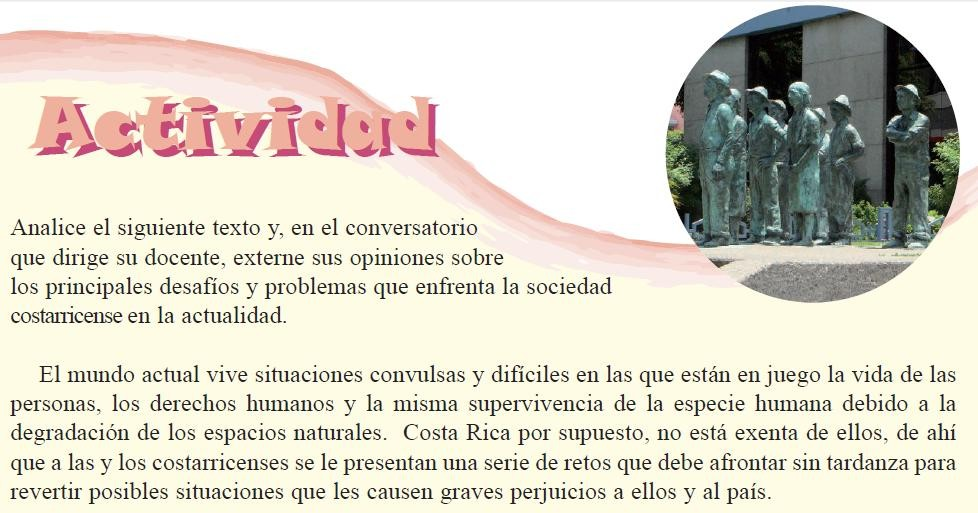 Actividad
Analice el siguiente texto y, en el conversatorio
que dirige su docente, externe sus opiniones sobre
los principales desafíos y problemas que enfrenta la sociedad
costarricense en la actualidad.
El mundo actual vive situaciones convulsas y difíciles en las que están en juego la vida de las
personas, los derechos humanos y la misma supervivencia de la especie humana debido a la
degradación de los espacios naturales. Costa Rica por supuesto, no está exenta de ellos, de ahí
que a las y los costarricenses se le presentan una serie de retos que debe afrontar sin tardanza para
revertir posibles situaciones que les causen graves perjuicios a ellos y al país.